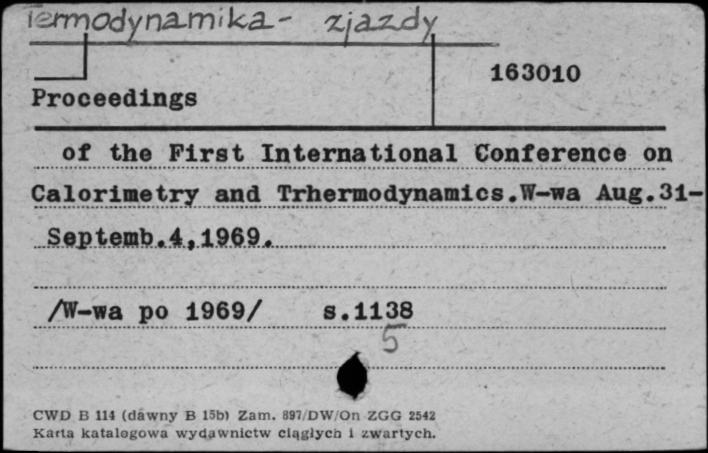 Termodynamika - zjazdy
163010
Proceedings
of the First International Conference on
Calorimetry and Trhermodynamics.W-wa Aug.31-
Septemb.4,1969.
/W-wa po 1969/ s.1138
5
CWD B 114 (dawny B 15b) Zam. 897/DW/On ZGG 2542
Karta katalogowa wydawnictw ciągłych i zwartych.